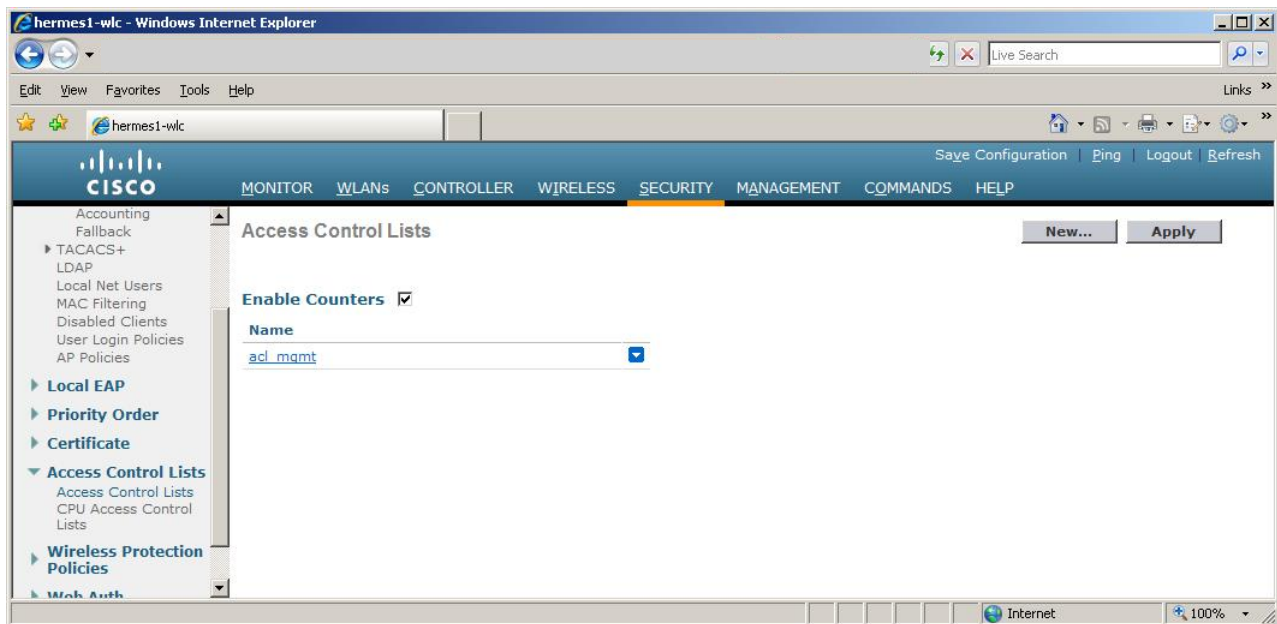 hermes1-wlc - Windows Internet Explorer
Live Search
Edit View Favorites Tools Help
Links »
hermes1-wlc
»
Save Configuration | Ping | Logout | Refresh
CISCO
MONITOR WLANs CONTROLLER WIRELESS SECURITY MANAGEMENT COMMANDS HELP
Accounting
Fallback
TACACS+
LDAP
Local Net Users
MAC Filtering
Disabled Clients
User Login Policies
AP Policies
Local EAP
Priority Order
Certificate
Access Control Lists
Access Control Lists
CPU Access Control
Lists
Wireless Protection
Policies
Web Auth
Access Control Lists
New... Apply
Enable Counters
Name
acl_mgmt
Internet
100%